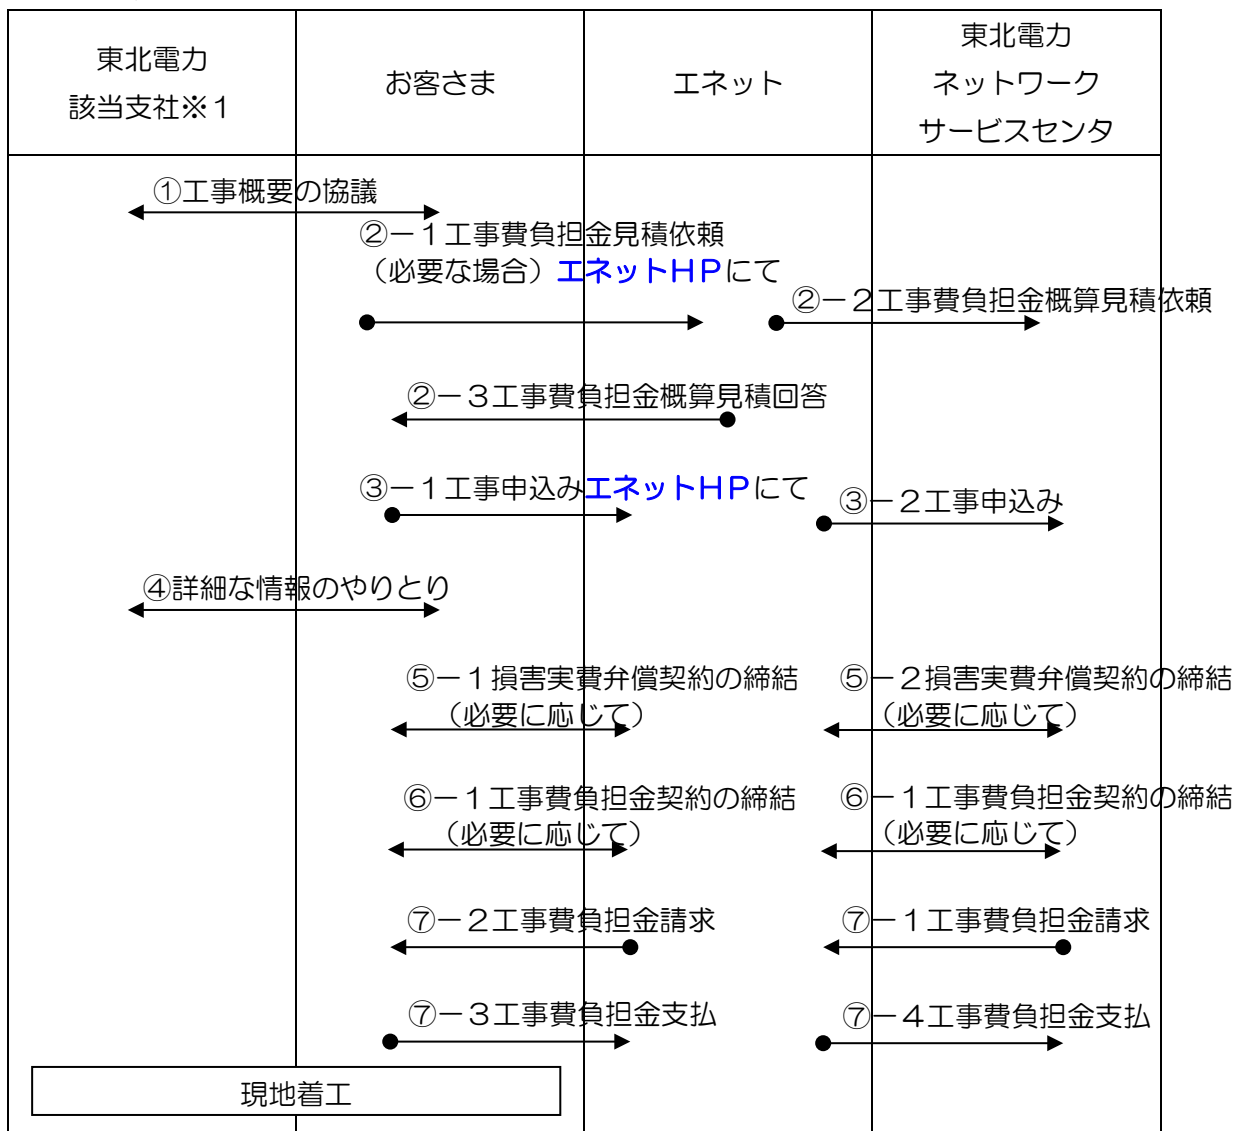 東北電力
該当支社※１
お客さま
エネット
東北電力
ネットワーク
サービスセンタ
①工事概要の協議
②－１工事費負担金見積依頼
（必要な場合）エネットＨＰにて
②－２工事費負担金概算見積依頼
②－３工事費負担金概算見積回答
③－１工事申込みエネットＨＰにて
③－２工事申込み
④詳細な情報のやりとり
⑤－１損害実費弁償契約の締結
（必要に応じて）
⑤－２損害実費弁償契約の締結
（必要に応じて）
⑥－１工事費負担金契約の締結
（必要に応じて）
⑥－１工事費負担金契約の締結
（必要に応じて）
⑦－２工事費負担金請求
⑦－１工事費負担金請求
⑦－３工事費負担金支払
⑦－４工事費負担金支払
現地着工